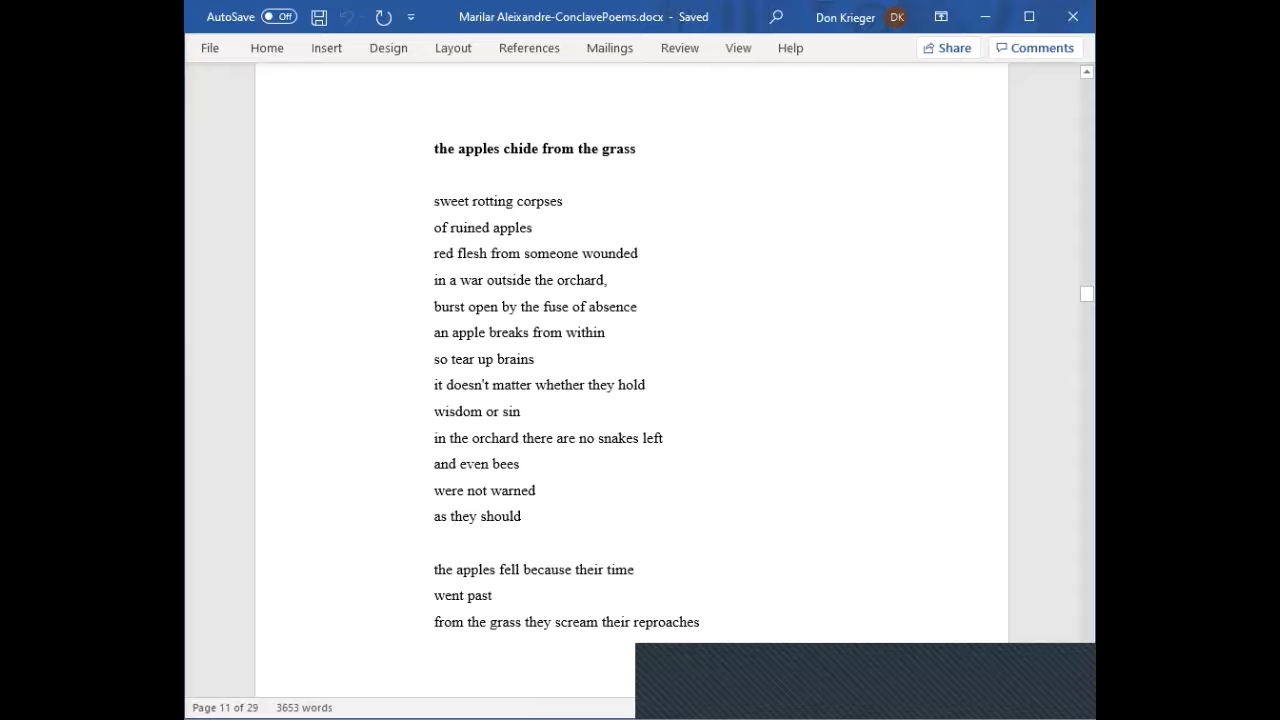 AutoSave Off Marilar Aleixandre-ConclavePoems.docx - Saved Don Krieger DK
File Home Insert Design Layout References Mailings Review View Help Share Comments
the apples chide from the grass
sweet rotting corpses
of ruined apples
red flesh from someone wounded
in a war outside the orchard,
burst open by the fuse of absence
an apple breaks from within
so tear up brains
it doesn't matter whether they hold
wisdom or sin
in the orchard there are no snakes left
and even bees
were not warned
as they should
the apples fell because their time
went past
from the grass they scream their reproaches
Page 11 of 29 3653 words